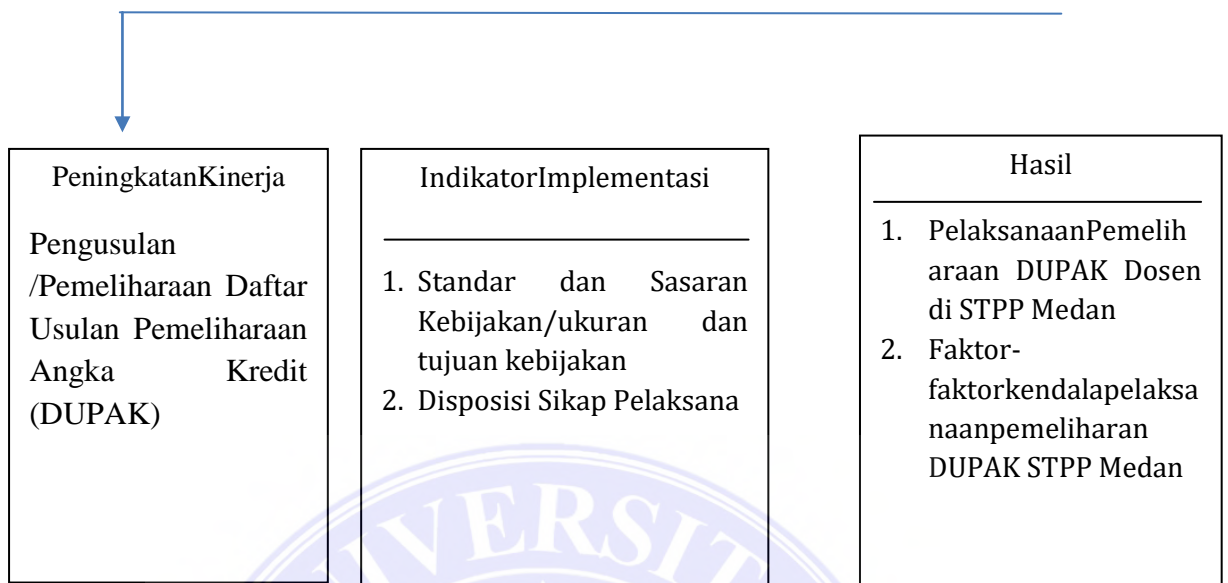 PeningkatanKinerja
Pengusulan
/Pemeliharaan Daftar
Usulan Pemeliharaan
Angka Kredit
(DUPAK)
IndikatorImplementasi
1. Standar dan Sasaran
Kebijakan/ukuran dan
tujuan kebijakan
2. Disposisi Sikap Pelaksana
Hasil
1. PelaksanaanPemelih
araan DUPAK Dosen
di STPP Medan
2. Faktor-
faktorkendalapelaksa
naanpemeliharan
DUPAK STPP Medan
VERSIT